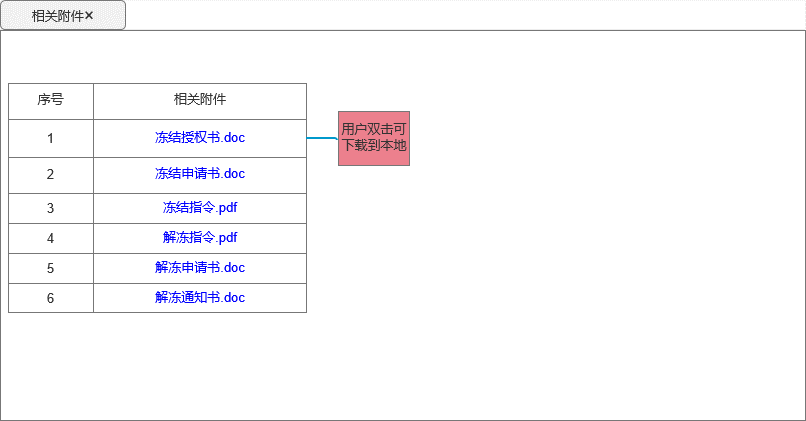 相关附件×
序号 相关附件
1 冻结授权书.doc
用户双击可
下载到本地
2 冻结申请书.doc
3 冻结指令.pdf
4 解冻指令.pdf
5 解冻申请书.doc
6 解冻通知书.doc